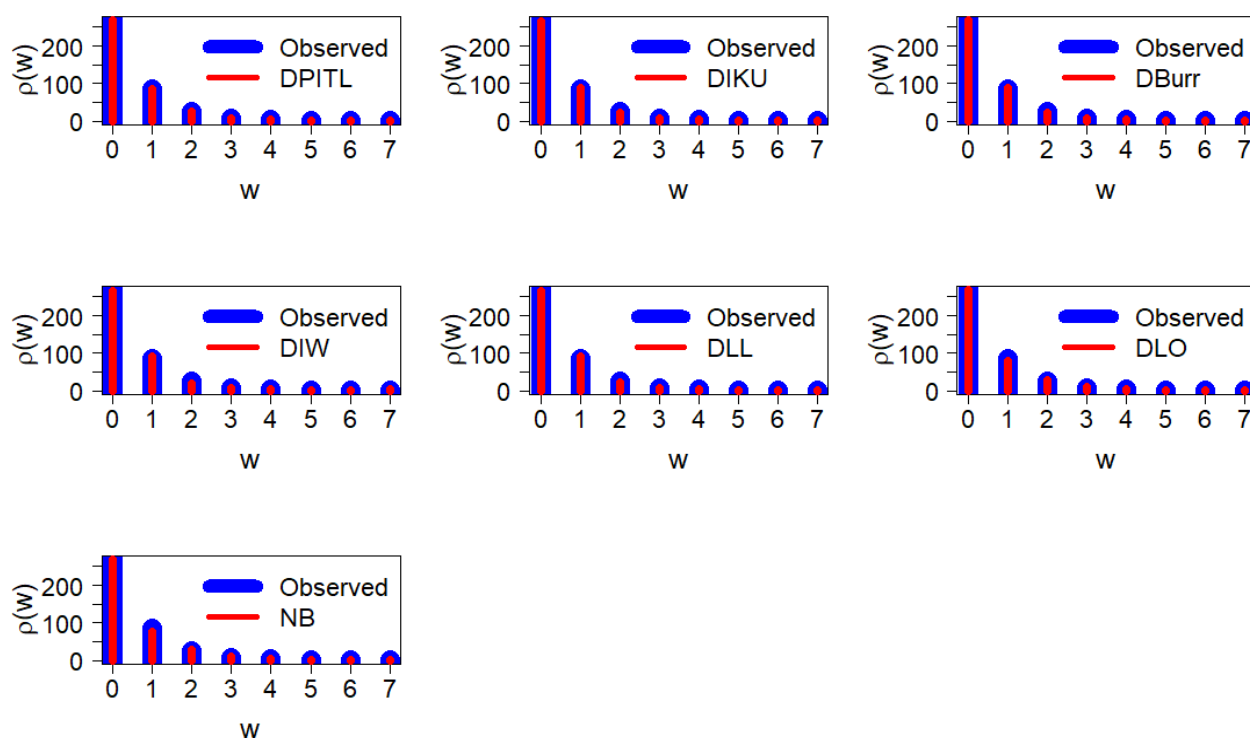 ρ(w)
200
100
0
Observed
DPITL
0 1 2 3 4 5 6 7
w
ρ(w)
200
100
0
Observed
DIKU
0 1 2 3 4 5 6 7
w
ρ(w)
200
100
0
Observed
DBurr
0 1 2 3 4 5 6 7
w
ρ(w)
200
100
0
Observed
DIW
0 1 2 3 4 5 6 7
w
ρ(w)
200
100
0
Observed
DLL
0 1 2 3 4 5 6 7
w
ρ(w)
200
100
0
Observed
DLO
0 1 2 3 4 5 6 7
w
ρ(w)
200
100
0
Observed
NB
0 1 2 3 4 5 6 7
w